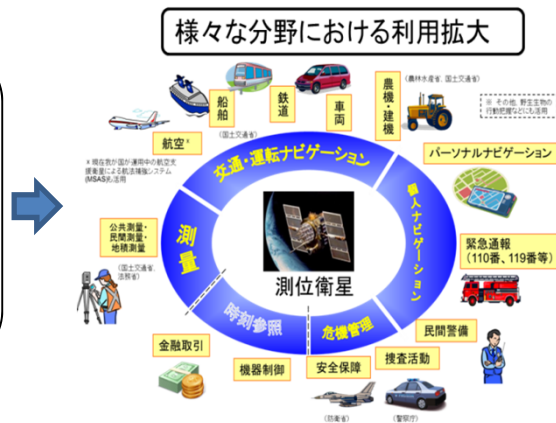 様々な分野における利用拡大
船舶
(国土交通省)
鉄道
車両
農機・建機
(農林水産省、国土交通省)
※ その他、野生生物の
行動把握などにも活用
航空*
* 現在我が国が運用中の航空支
援衛星による航法補強システム
(MSAS)も活用
交通・運転ナビゲーション
パーソナルナビゲーション
個人ナビゲーション
公共測量・
民間測量・
地積測量
(国土交通省、
法務省)
測量
測位衛星
緊急通報
(110番、119番等)
時刻参照
危機管理
民間警備
金融取引
機器制御
安全保障
捜査活動
(防衛省)
(警察庁)